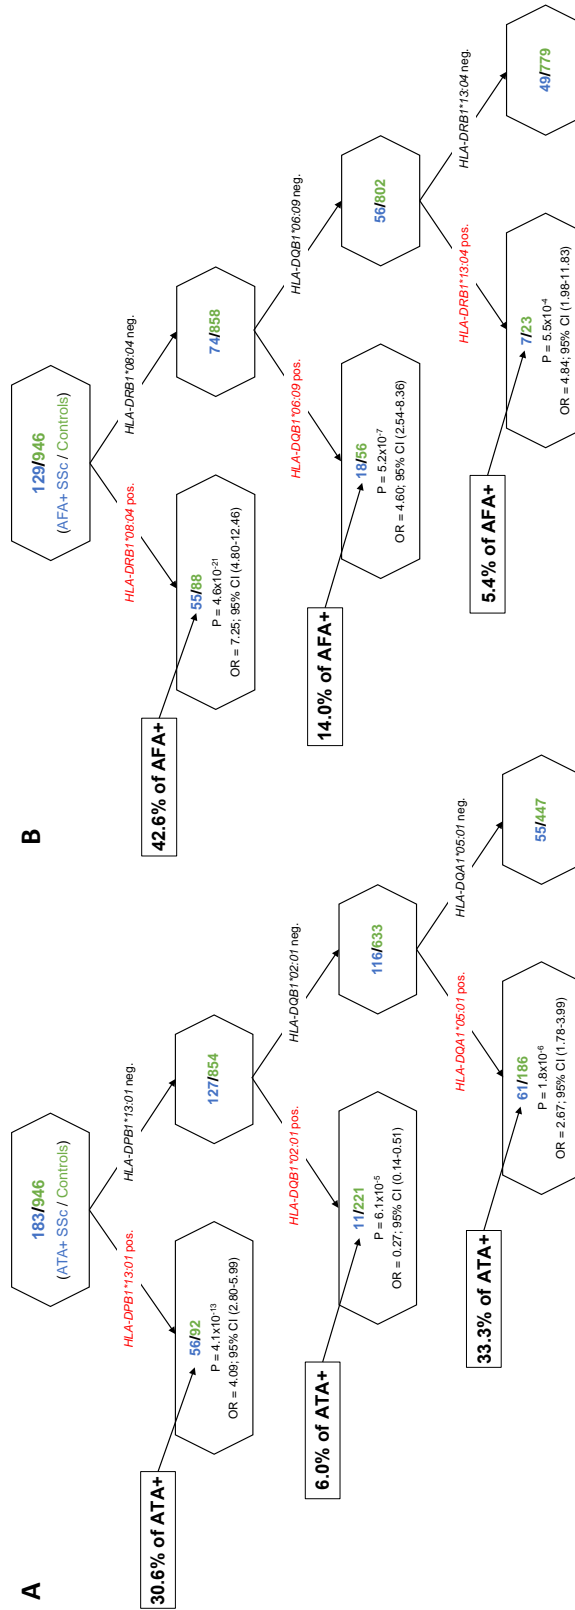 A
183/946
(ATA+ SSc / Controls)
HLA-DPB1*13:01 pos.
HLA-DPB1*13:01 neg.
30.6% of ATA+
56/92
P = 4.1x10-13
OR = 4.09; 95% CI (2.80-5.99)
127/854
HLA-DQB1*02:01 pos.
HLA-DQB1*02:01 neg.
6.0% of ATA+
11/221
P = 6.1x10-5
OR = 0.27; 95% CI (0.14-0.51)
116/633
HLA-DQA1*05:01 pos.
HLA-DQA1*05:01 neg.
33.3% of ATA+
61/186
P = 1.8x10-6
OR = 2.67; 95% CI (1.78-3.99)
55/447
B
129/946
(AFA+ SSc / Controls)
HLA-DRB1*08:04 pos.
HLA-DRB1*08:04 neg.
42.6% of AFA+
55/88
P = 4.6x10-21
OR = 7.25; 95% CI (4.80-12.46)
74/858
HLA-DQB1*06:09 pos.
HLA-DQB1*06:09 neg.
14.0% of AFA+
18/56
P = 5.2x10-7
OR = 4.60; 95% CI (2.54-8.36)
56/802
HLA-DRB1*13:04 pos.
HLA-DRB1*13:04 neg.
5.4% of AFA+
7/23
P = 5.5x10-4
OR = 4.84; 95% CI (1.98-11.83)
49/779